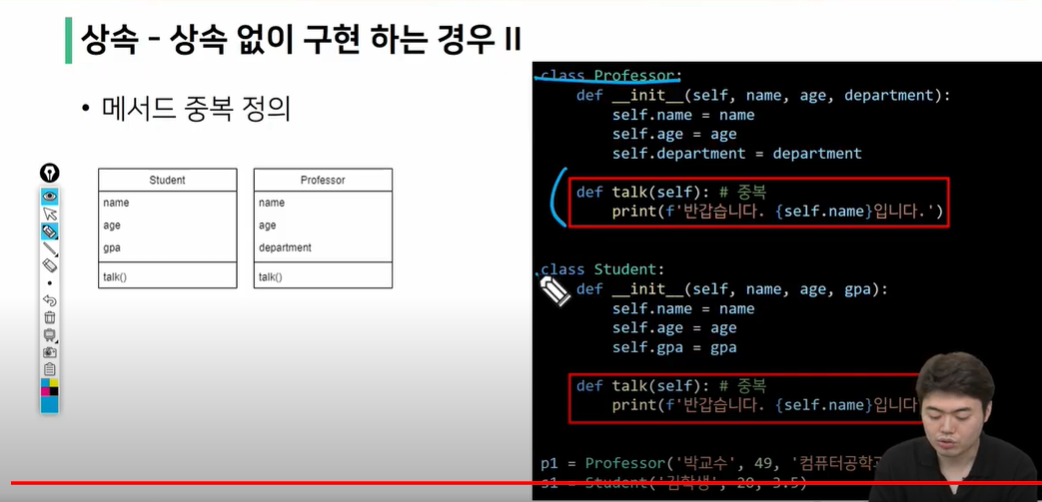 상속 - 상속 없이 구현 하는 경우 II
• 메서드 중복 정의
Student
name
age
gpa
talk()
Professor
name
age
department
talk()
class Professor:
def __init__(self, name, age, department):
self.name = name
self.age = age
self.department = department
def talk(self): # 중복
print(f'반갑습니다. {self.name}입니다.')
class Student:
def __init__(self, name, age, gpa):
self.name = name
self.age = age
self.gpa = gpa
def talk(self): # 중복
print(f'반갑습니다. {self.name}입니다
p1 = Professor('박교수', 49, '컴퓨터공학과
s1 = Student('김학생', 20, 3.5)